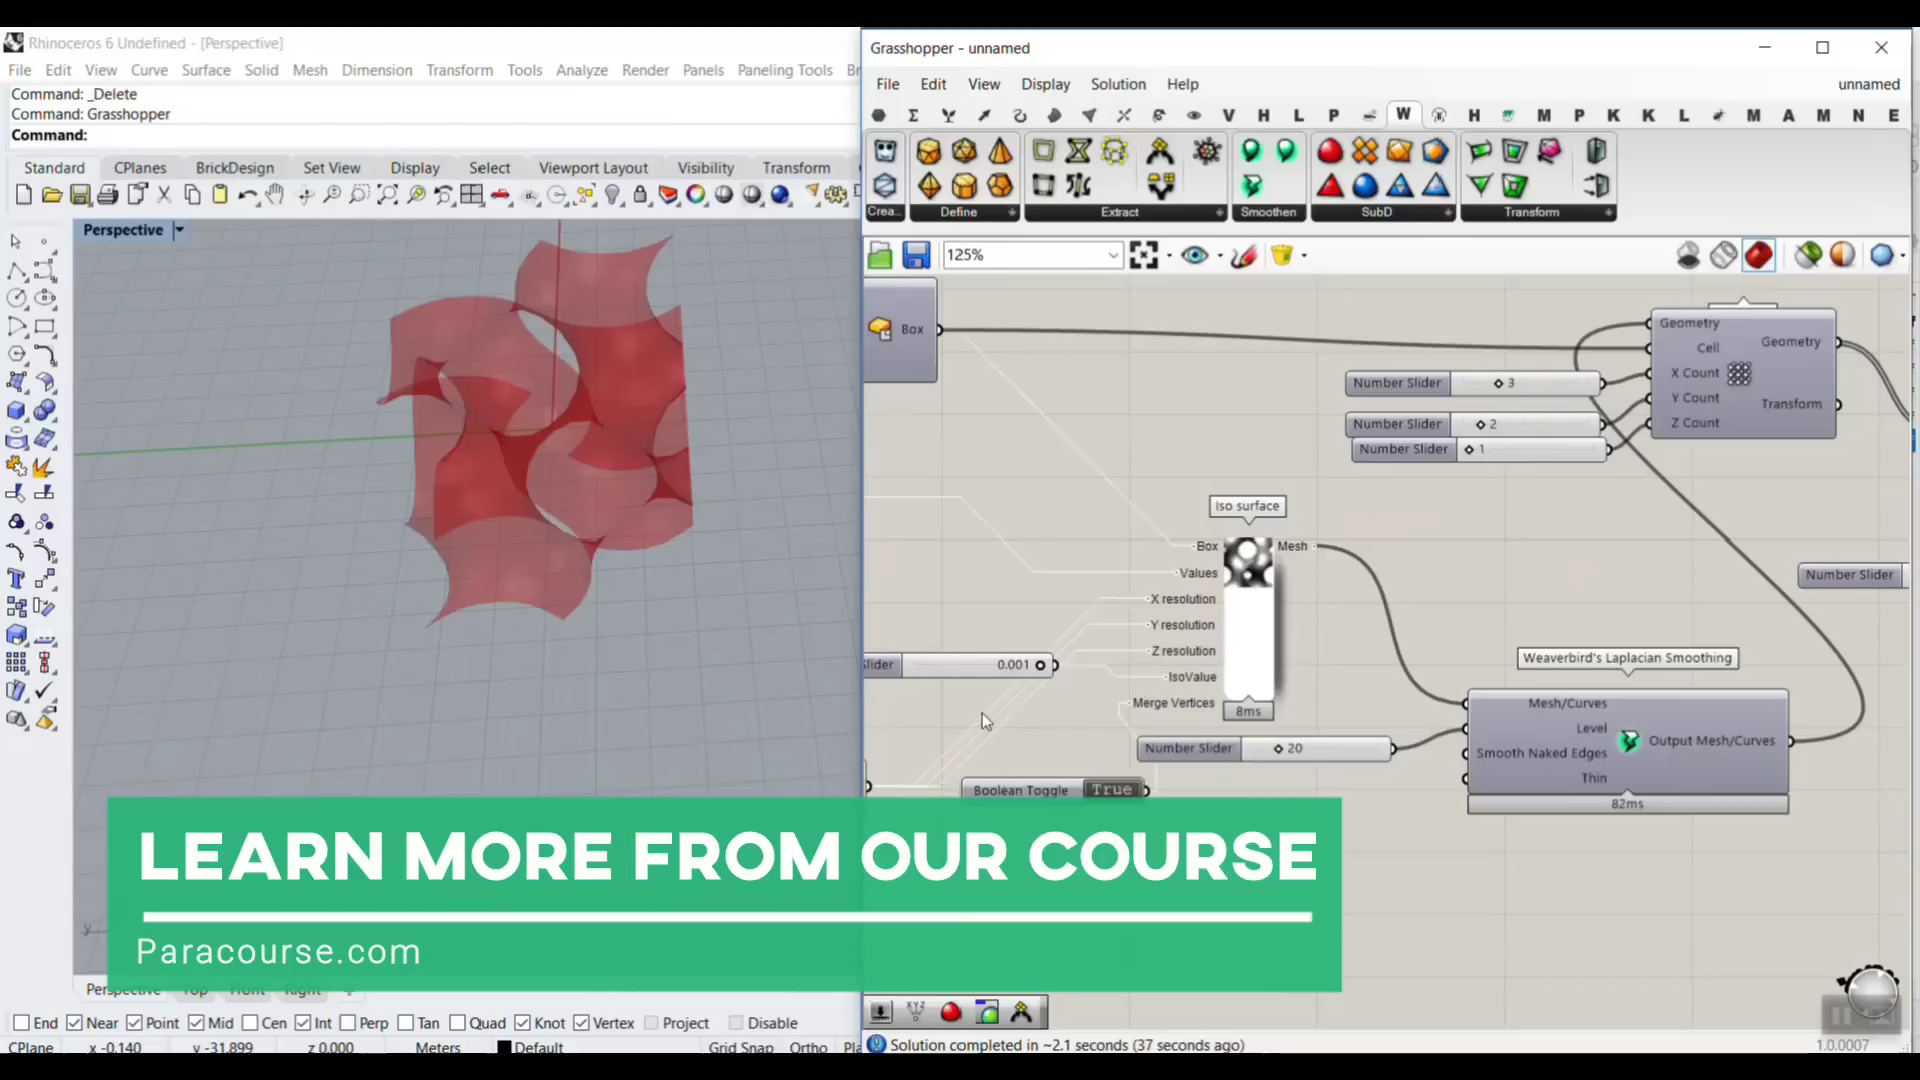 Rhinoceros 6 Undefined - [Perspective]
File Edit View Curve Surface Solid Mesh Dimension Transform Tools Analyze Render Panels Paneling Tools
Command: _Delete
Command: Grasshopper
Command:
Standard CPlanes BrickDesign Set View Display Select Viewport Layout Visibility Transform
Perspective
Grasshopper - unnamed
File Edit View Display Solution Help
unnamed
V H L P W H M P K K L M A M N E
Crea... Define Extract Smoothen SubD Transform
125%
Box
Geometry
Cell
X Count
Y Count
Z Count
Geometry
Transform
Number Slider 3
Number Slider 2
Number Slider 1
Iso surface
Box
Values
X resolution
Y resolution
Z resolution
IsoValue
Merge Vertices
Mesh
8ms
Number Slider
0.001
Weaverbird's Laplacian Smoothing
Mesh/Curves
Level
Smooth Naked Edges
Thin
Output Mesh/Curves
82ms
Number Slider 20
Boolean Toggle True
LEARN MORE FROM OUR COURSE
Paracourse.com
Perspective Top Front Right
End Near Point Mid Cen Int Perp Tan Quad Knot Vertex Project Disable
CPlane x -0.140 y -31.899 z 0.000 Meters Default Grid Snap Ortho
Solution completed in ~2.1 seconds (37 seconds ago)
1.0.0007